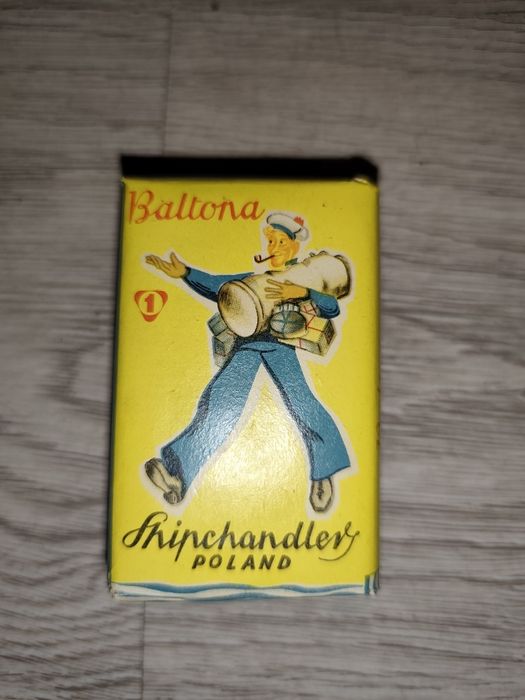 Baltona
1
Shipchandlers
POLAND